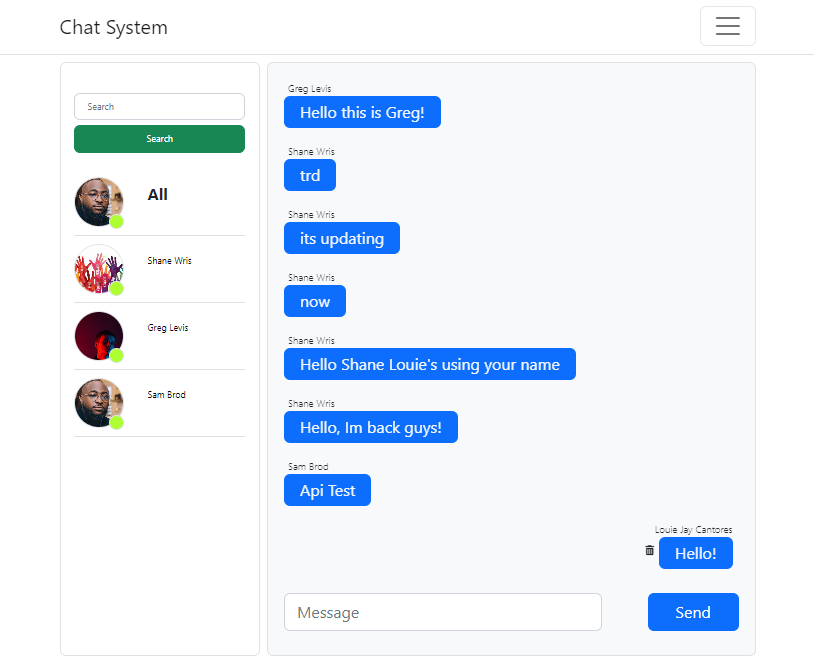 Chat System
Search
Search
All
Shane Wris
Greg Levis
Sam Brod
Greg Levis
Hello this is Greg!
Shane Wris
trd
Shane Wris
its updating
Shane Wris
now
Shane Wris
Hello Shane Louie's using your name
Shane Wris
Hello, Im back guys!
Sam Brod
Api Test
Louie Jay Cantores
Hello!
Message
Send